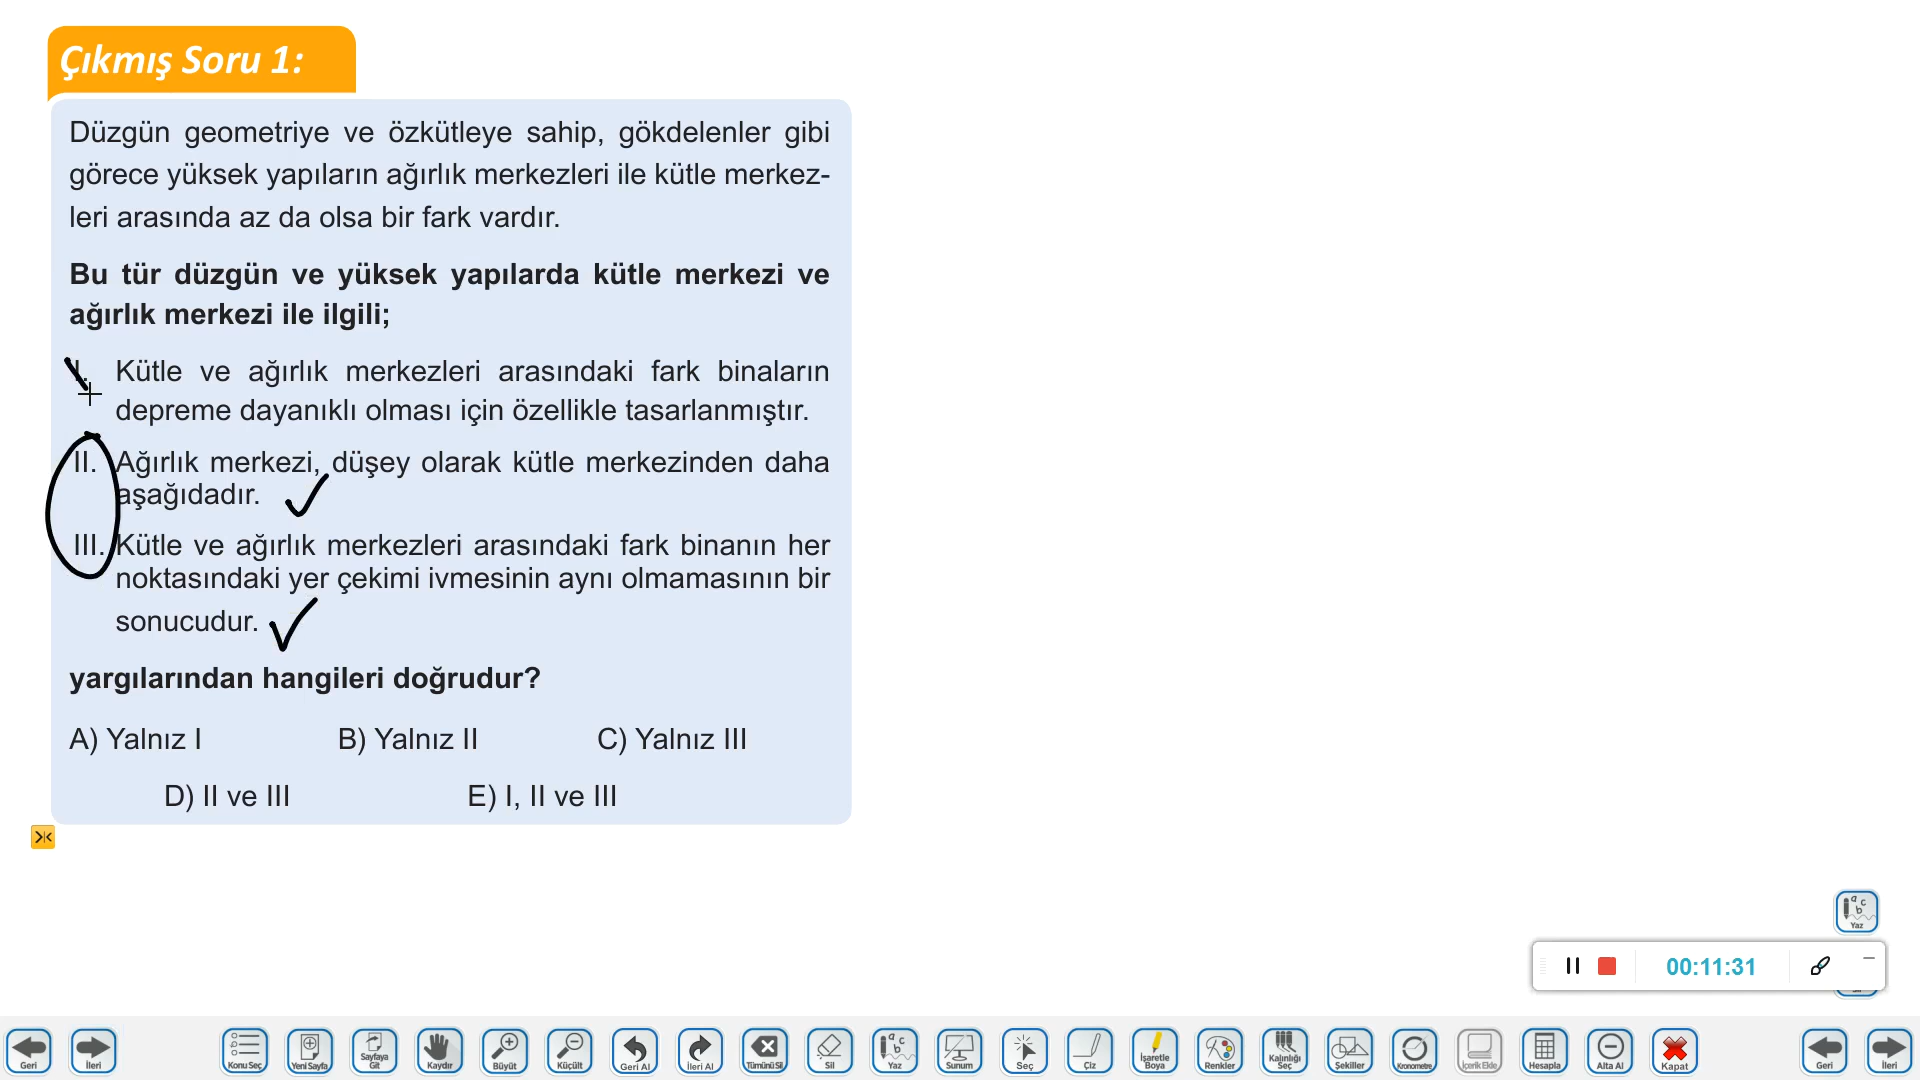 Çıkmış Soru 1:
Düzgün geometriye ve özkütleye sahip, gökdelenler gibi
görece yüksek yapıların ağırlık merkezleri ile kütle merkez-
leri arasında az da olsa bir fark vardır.
Bu tür düzgün ve yüksek yapılarda kütle merkezi ve
ağırlık merkezi ile ilgili;
I. Kütle ve ağırlık merkezleri arasındaki fark binaların
depreme dayanıklı olması için özellikle tasarlanmıştır.
II. Ağırlık merkezi, düşey olarak kütle merkezinden daha
aşağıdadır.
III. Kütle ve ağırlık merkezleri arasındaki fark binanın her
noktasındaki yer çekimi ivmesinin aynı olmamasının bir
sonucudur.
yargılarından hangileri doğrudur?
A) Yalnız I B) Yalnız II C) Yalnız III
D) II ve III E) I, II ve III
a b c
Yaz
00:11:31
Geri İleri Konu Seç Yeni Sayfa Sayfaya Git Kaydır Büyüt Küçült Geri Al İleri Al Tümünü Sil Sil Yaz Sunum Seç Çiz İşaretle Boya Renkler Kalınlığı Seç Şekiller Kronometre İçerik Ekle Hesapla Alta Al Kapat Geri İleri